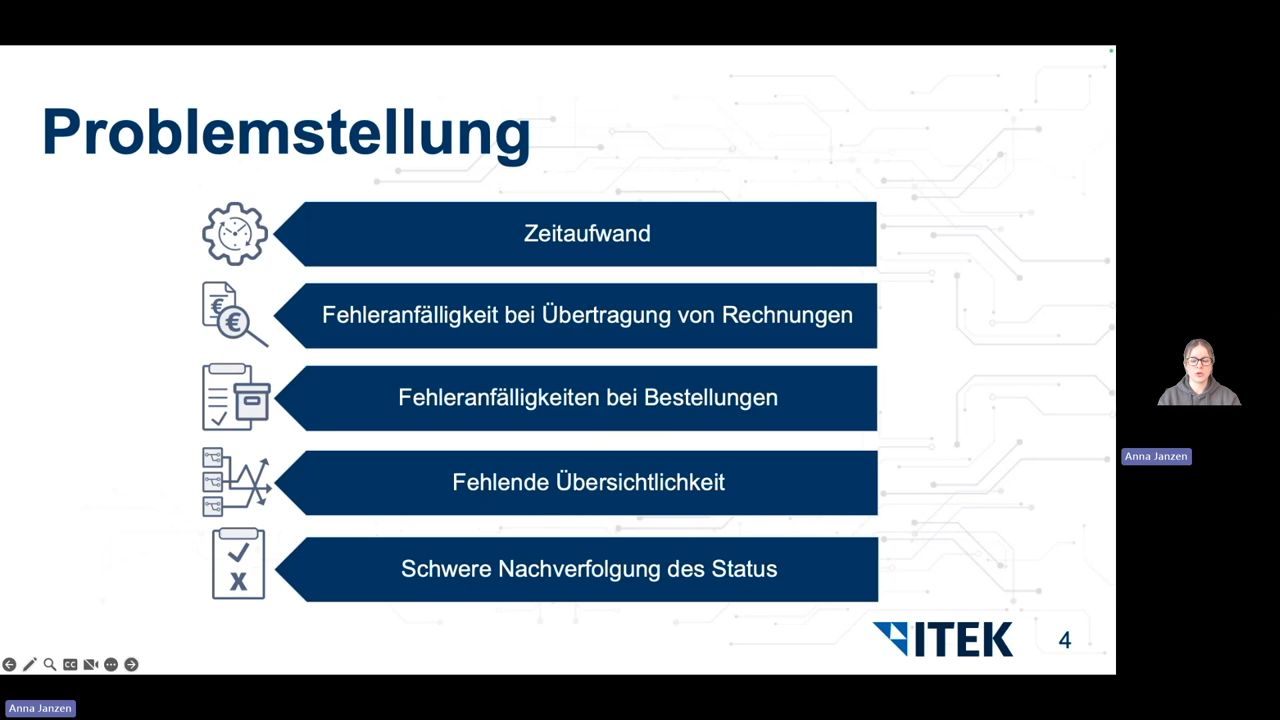 Problemstellung
Zeitaufwand
Fehleranfälligkeit bei Übertragung von Rechnungen
Fehleranfälligkeiten bei Bestellungen
Fehlende Übersichtlichkeit
Schwere Nachverfolgung des Status
ITEK
4
CC
Anna Janzen
Anna Janzen